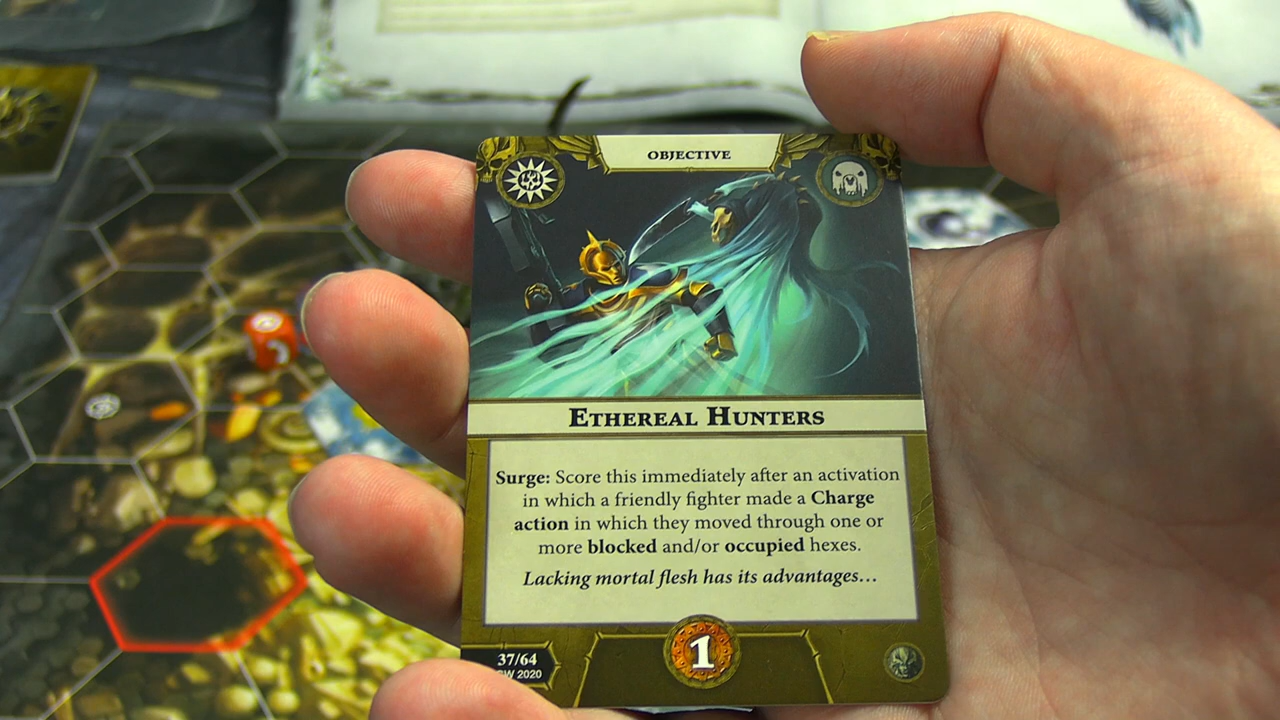 OBJECTIVE
ETHEREAL HUNTERS
Surge: Score this immediately after an activation
in which a friendly fighter made a Charge
action in which they moved through one or
more blocked and/or occupied hexes.
Lacking mortal flesh has its advantages...
37/64
GW 2020
1